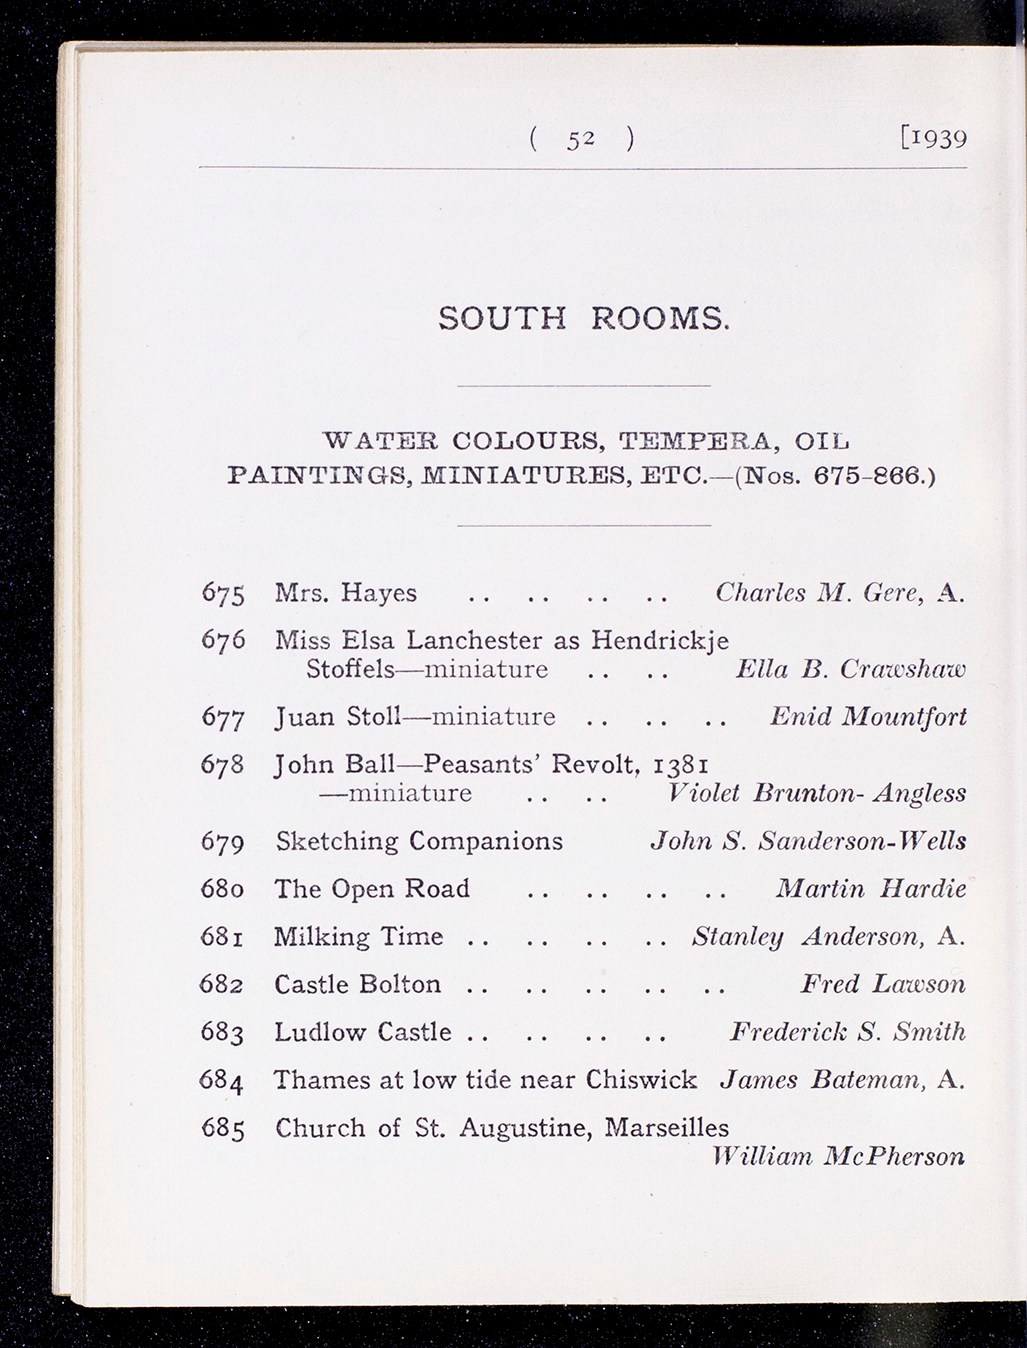 ( 52 ) [1939
SOUTH ROOMS.
WATER COLOURS, TEMPERA, OIL
PAINTINGS, MINIATURES, ETC.—(Nos. 675-866.)
675 Mrs. Hayes .. .. .. .. Charles M. Gere, A.
676 Miss Elsa Lanchester as Hendrickje
Stoffels—miniature .. .. Ella B. Crawshaw
677 Juan Stoll—miniature .. .. .. Enid Mountfort
678 John Ball—Peasants' Revolt, 1381
—miniature .. .. Violet Brunton- Angless
679 Sketching Companions John S. Sanderson-Wells
680 The Open Road .. .. .. .. Martin Hardie
681 Milking Time .. .. .. .. Stanley Anderson, A.
682 Castle Bolton .. .. .. .. .. Fred Lawson
683 Ludlow Castle .. .. .. .. Frederick S. Smith
684 Thames at low tide near Chiswick James Bateman, A.
685 Church of St. Augustine, Marseilles
William McPherson